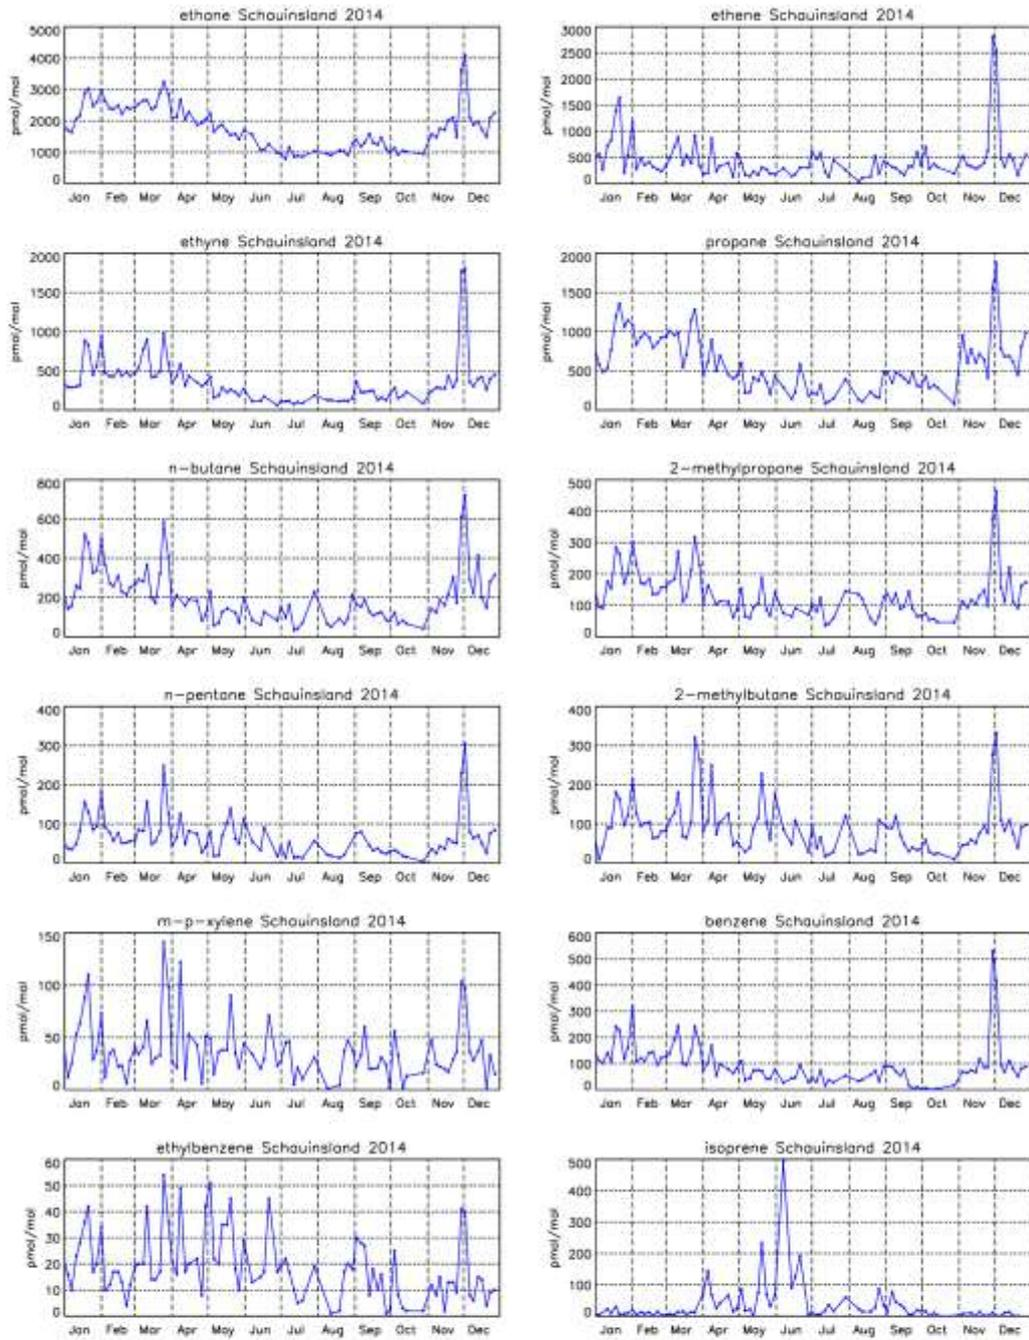 ethane Schauinsland 2014
5000
4000
3000
2000
1000
0
pmol/mol
Jan Feb Mar Apr May Jun Jul Aug Sep Oct Nov Dec
ethene Schauinsland 2014
3000
2500
2000
1500
1000
500
0
pmol/mol
Jan Feb Mar Apr May Jun Jul Aug Sep Oct Nov Dec
ethyne Schauinsland 2014
2000
1500
1000
500
0
pmol/mol
Jan Feb Mar Apr May Jun Jul Aug Sep Oct Nov Dec
propane Schauinsland 2014
2000
1500
1000
500
0
pmol/mol
Jan Feb Mar Apr May Jun Jul Aug Sep Oct Nov Dec
n-butane Schauinsland 2014
800
600
400
200
0
pmol/mol
Jan Feb Mar Apr May Jun Jul Aug Sep Oct Nov Dec
2-methylpropane Schauinsland 2014
500
400
300
200
100
0
pmol/mol
Jan Feb Mar Apr May Jun Jul Aug Sep Oct Nov Dec
n-pentane Schauinsland 2014
400
300
200
100
0
pmol/mol
Jan Feb Mar Apr May Jun Jul Aug Sep Oct Nov Dec
2-methylbutane Schauinsland 2014
400
300
200
100
0
pmol/mol
Jan Feb Mar Apr May Jun Jul Aug Sep Oct Nov Dec
m-p-xylene Schauinsland 2014
150
100
50
0
pmol/mol
Jan Feb Mar Apr May Jun Jul Aug Sep Oct Nov Dec
benzene Schauinsland 2014
600
500
400
300
200
100
0
pmol/mol
Jan Feb Mar Apr May Jun Jul Aug Sep Oct Nov Dec
ethylbenzene Schauinsland 2014
60
50
40
30
20
10
0
pmol/mol
Jan Feb Mar Apr May Jun Jul Aug Sep Oct Nov Dec
isoprene Schauinsland 2014
500
400
300
200
100
0
pmol/mol
Jan Feb Mar Apr May Jun Jul Aug Sep Oct Nov Dec